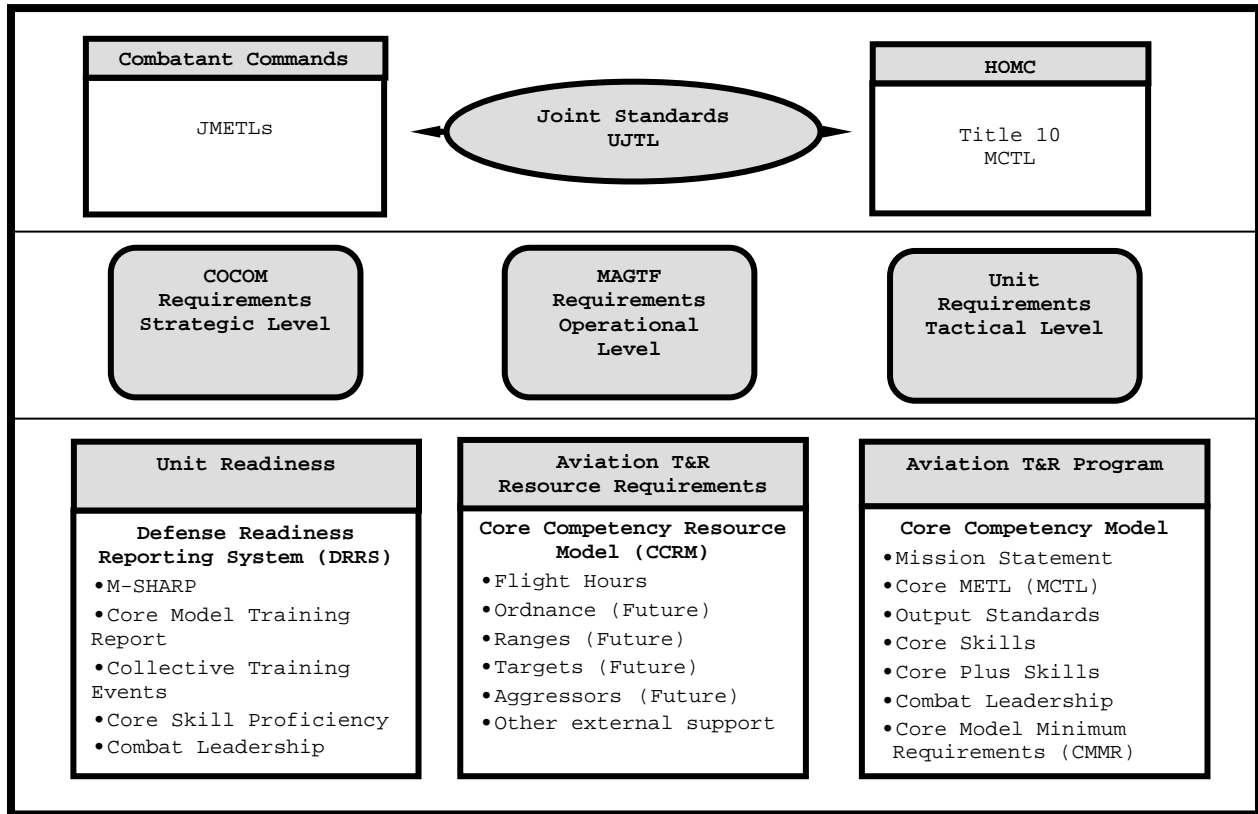 Combatant Commands
JMETLs
Joint Standards
UJTL
HOMC
Title 10
MCTL
COCOM
Requirements
Strategic Level
MAGTF
Requirements
Operational
Level
Unit
Requirements
Tactical Level
Unit Readiness
Defense Readiness
Reporting System (DRRS)
•M-SHARP
•Core Model Training
Report
•Collective Training
Events
•Core Skill Proficiency
•Combat Leadership
Aviation T&R
Resource Requirements
Core Competency Resource
Model (CCRM)
•Flight Hours
•Ordnance (Future)
•Ranges (Future)
•Targets (Future)
•Aggressors (Future)
•Other external support
Aviation T&R Program
Core Competency Model
•Mission Statement
•Core METL (MCTL)
•Output Standards
•Core Skills
•Core Plus Skills
•Combat Leadership
•Core Model Minimum
Requirements (CMMR)